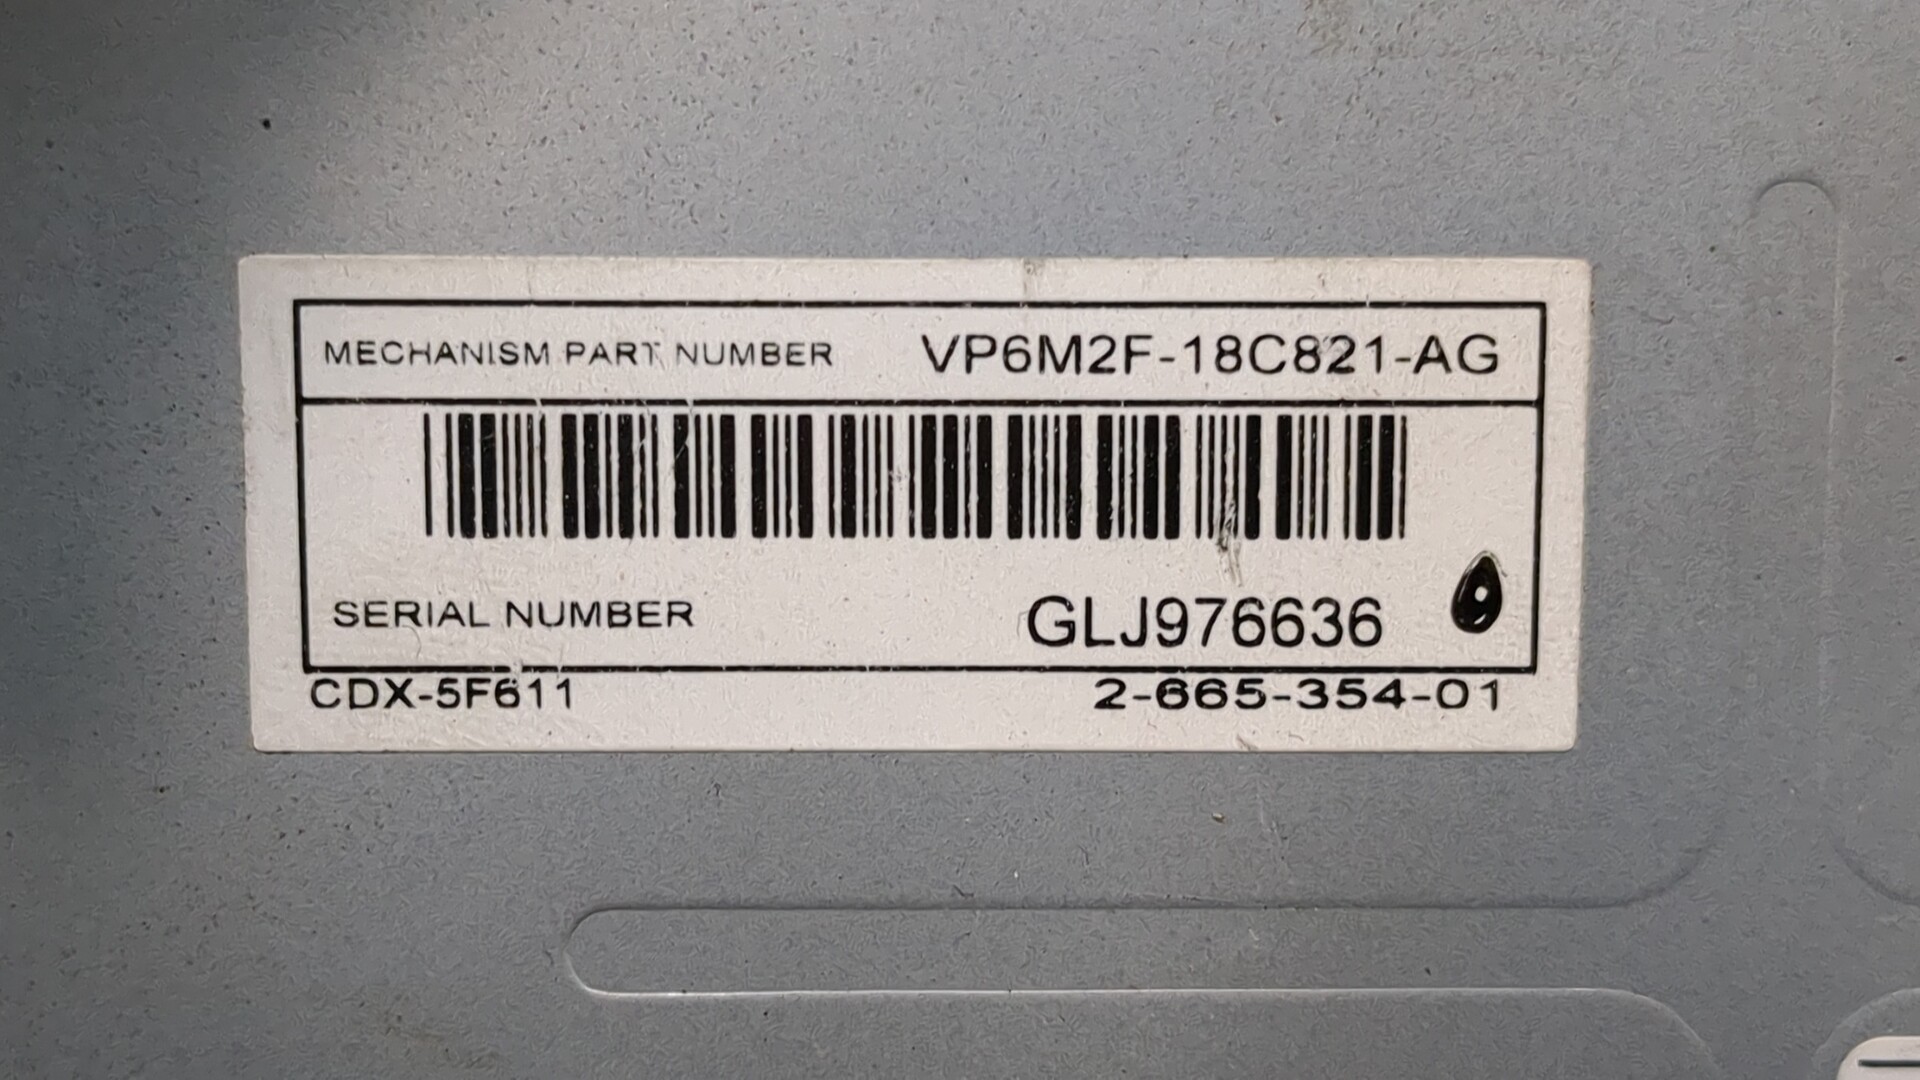 MECHANISM PART NUMBER VP6M2F-18C821-AG
SERIAL NUMBER GLJ976636
CDX-5F611 2-665-354-01